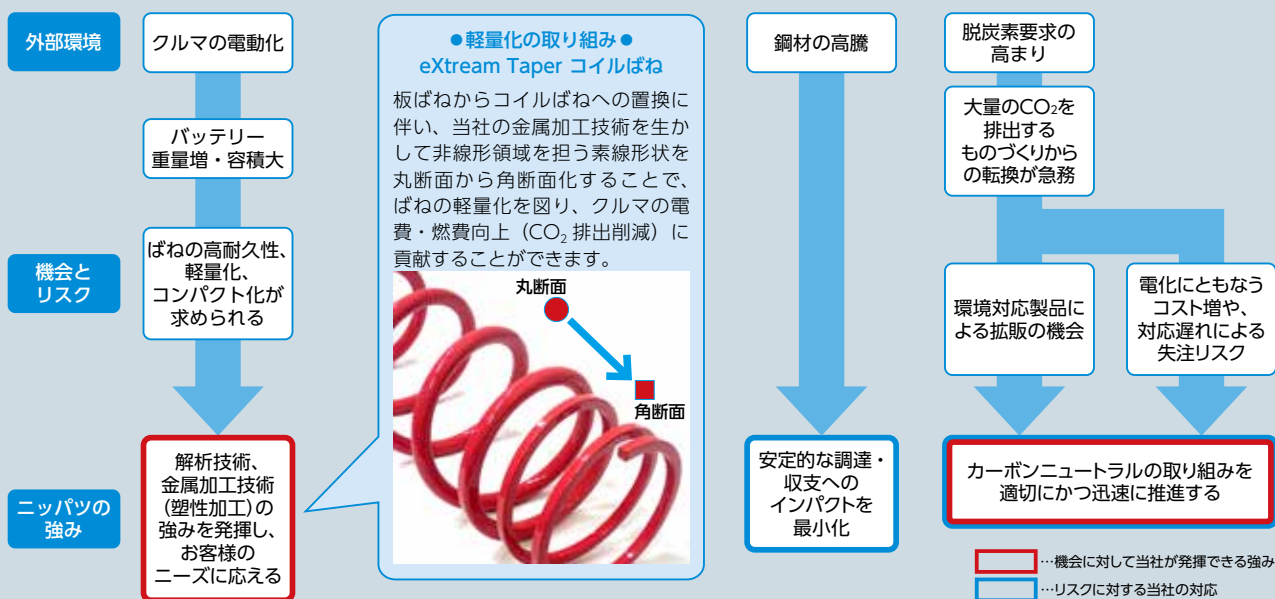 外部環境
クルマの電動化
バッテリー
重量増・容積大
機会と
リスク
ばねの高耐久性、
軽量化、
コンパクト化が
求められる
ニッパツの
強み
解析技術、
金属加工技術
(塑性加工)の
強みを発揮し、
お客様の
ニーズに応える
●軽量化の取り組み●
eXtream Taper コイルばね
板ばねからコイルばねへの置換に
伴い、当社の金属加工技術を生か
して非線形領域を担う素線形状を
丸断面から角断面化することで、
ばねの軽量化を図り、クルマの電
費・燃費向上（CO₂ 排出削減）に
貢献することができます。
丸断面
角断面
鋼材の高騰
安定的な調達・
収支への
インパクトを
最小化
脱炭素要求の
高まり
大量のCO₂を
排出する
ものづくりから
の転換が急務
環境対応製品に
よる拡販の機会
電化にともなう
コスト増や、
対応遅れによる
失注リスク
カーボンニュートラルの取り組みを
適切にかつ迅速に推進する
…機会に対して当社が発揮できる強み
…リスクに対する当社の対応